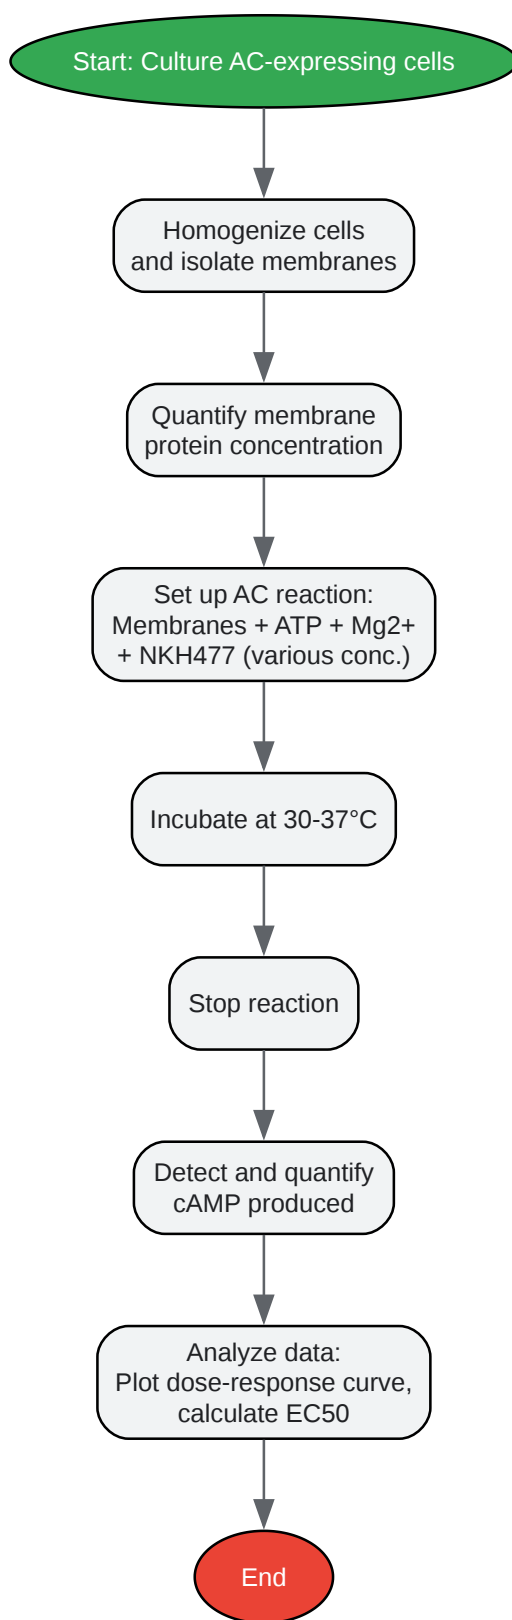 Start: Culture AC-expressing cells
Homogenize cells
and isolate membranes
Quantify membrane
protein concentration
Set up AC reaction:
Membranes + ATP + Mg2+
+ NKH477 (various conc.)
Incubate at 30-37°C
Stop reaction
Detect and quantify
cAMP produced
Analyze data:
Plot dose-response curve,
calculate EC50
End